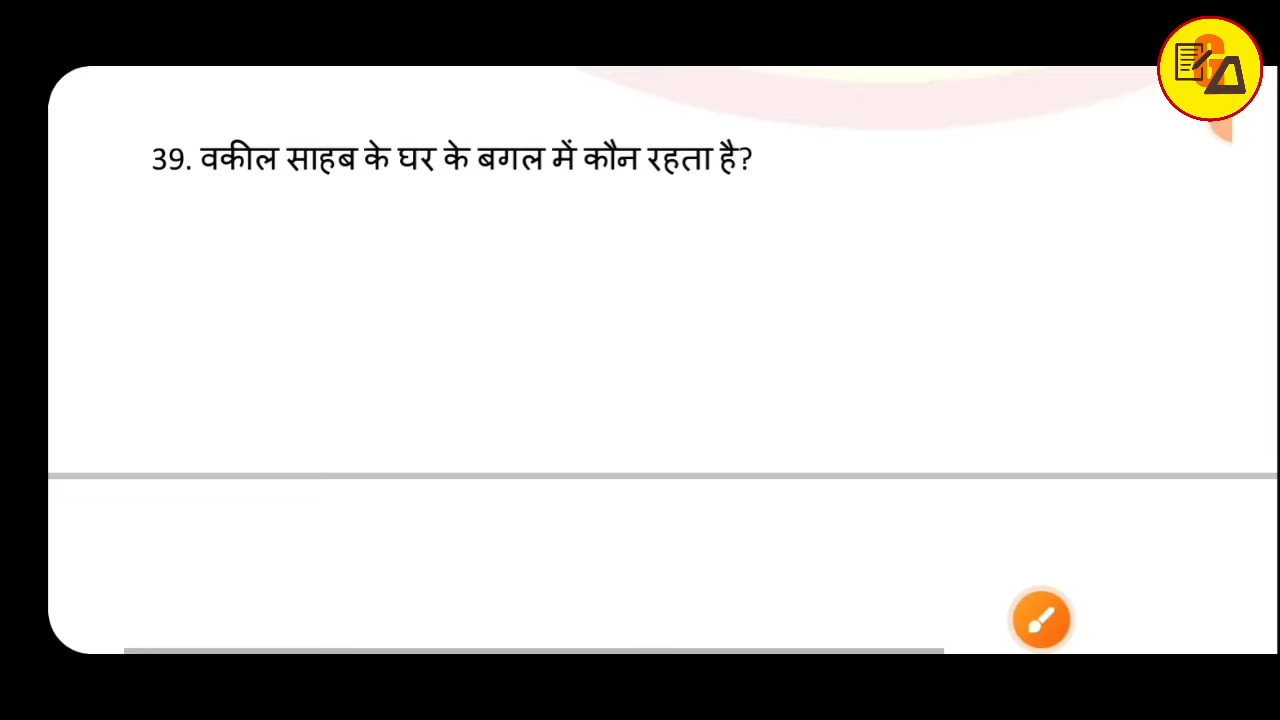 39. वकील साहब के घर के बगल में कौन रहता है?